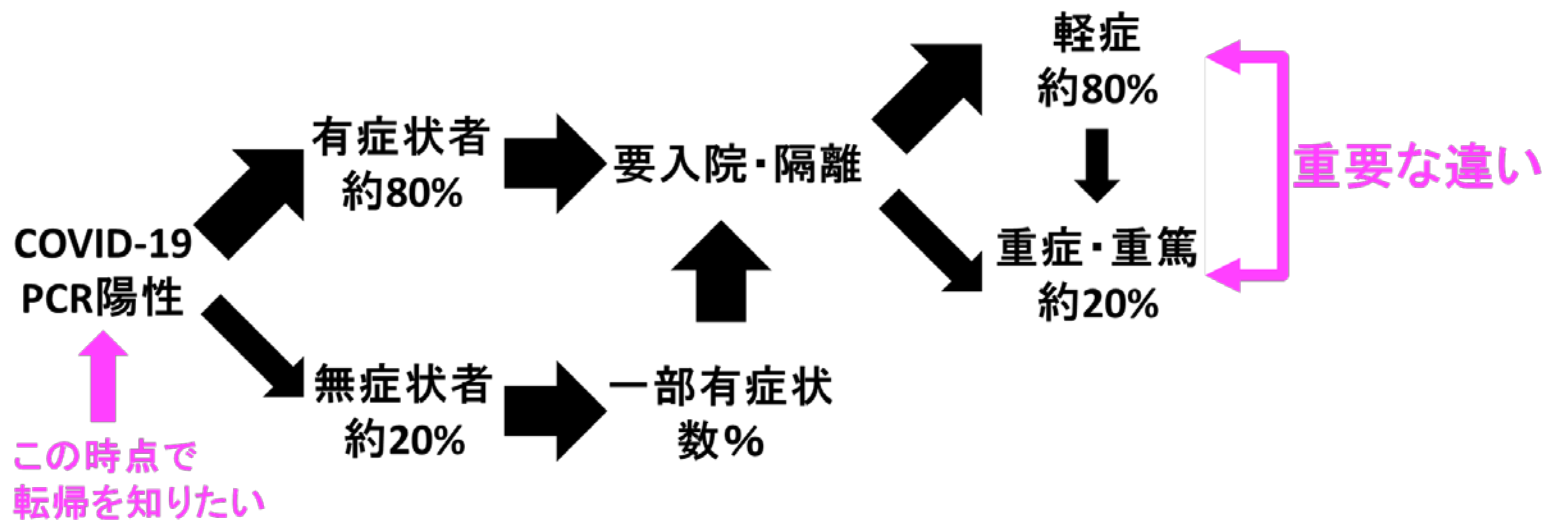 COVID-19
PCR陽性
この時点で
転帰を知りたい
有症状者
約80%
無症状者
約20%
要入院・隔離
一部有症状
数%
軽症
約80%
重症・重篤
約20%
重要な違い